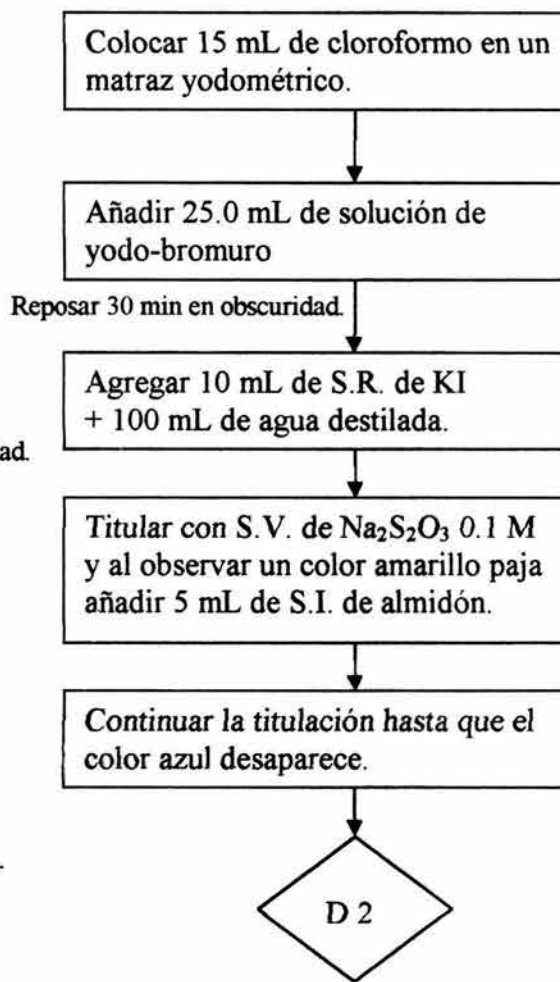 Colocar 15 mL de cloroformo en un
matraz yodométrico.
Añadir 25.0 mL de solución de
yodo-bromuro
Reposar 30 min en obscuridad.
Agregar 10 mL de S.R. de KI
+ 100 mL de agua destilada.
ad.
Titular con S.V. de Na₂S₂O₃ 0.1 M
y al observar un color amarillo paja
añadir 5 mL de S.I. de almidón.
Continuar la titulación hasta que el
color azul desaparece.
D 2